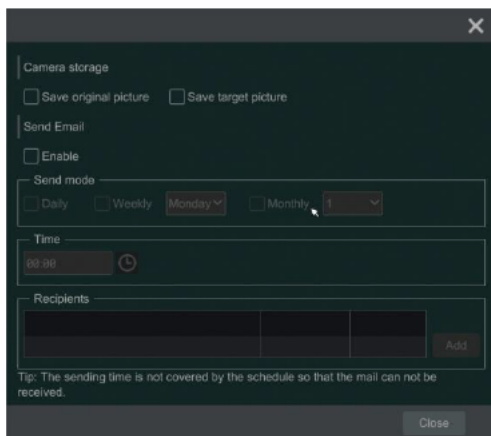 Camera storage
Save original picture Save target picture
Send Email
Enable
Send mode
Daily Weekly Monday Monthly 1
Time
00:00
Recipients
Add
Tip: The sending time is not covered by the schedule so that the mail can not be
received.
Close